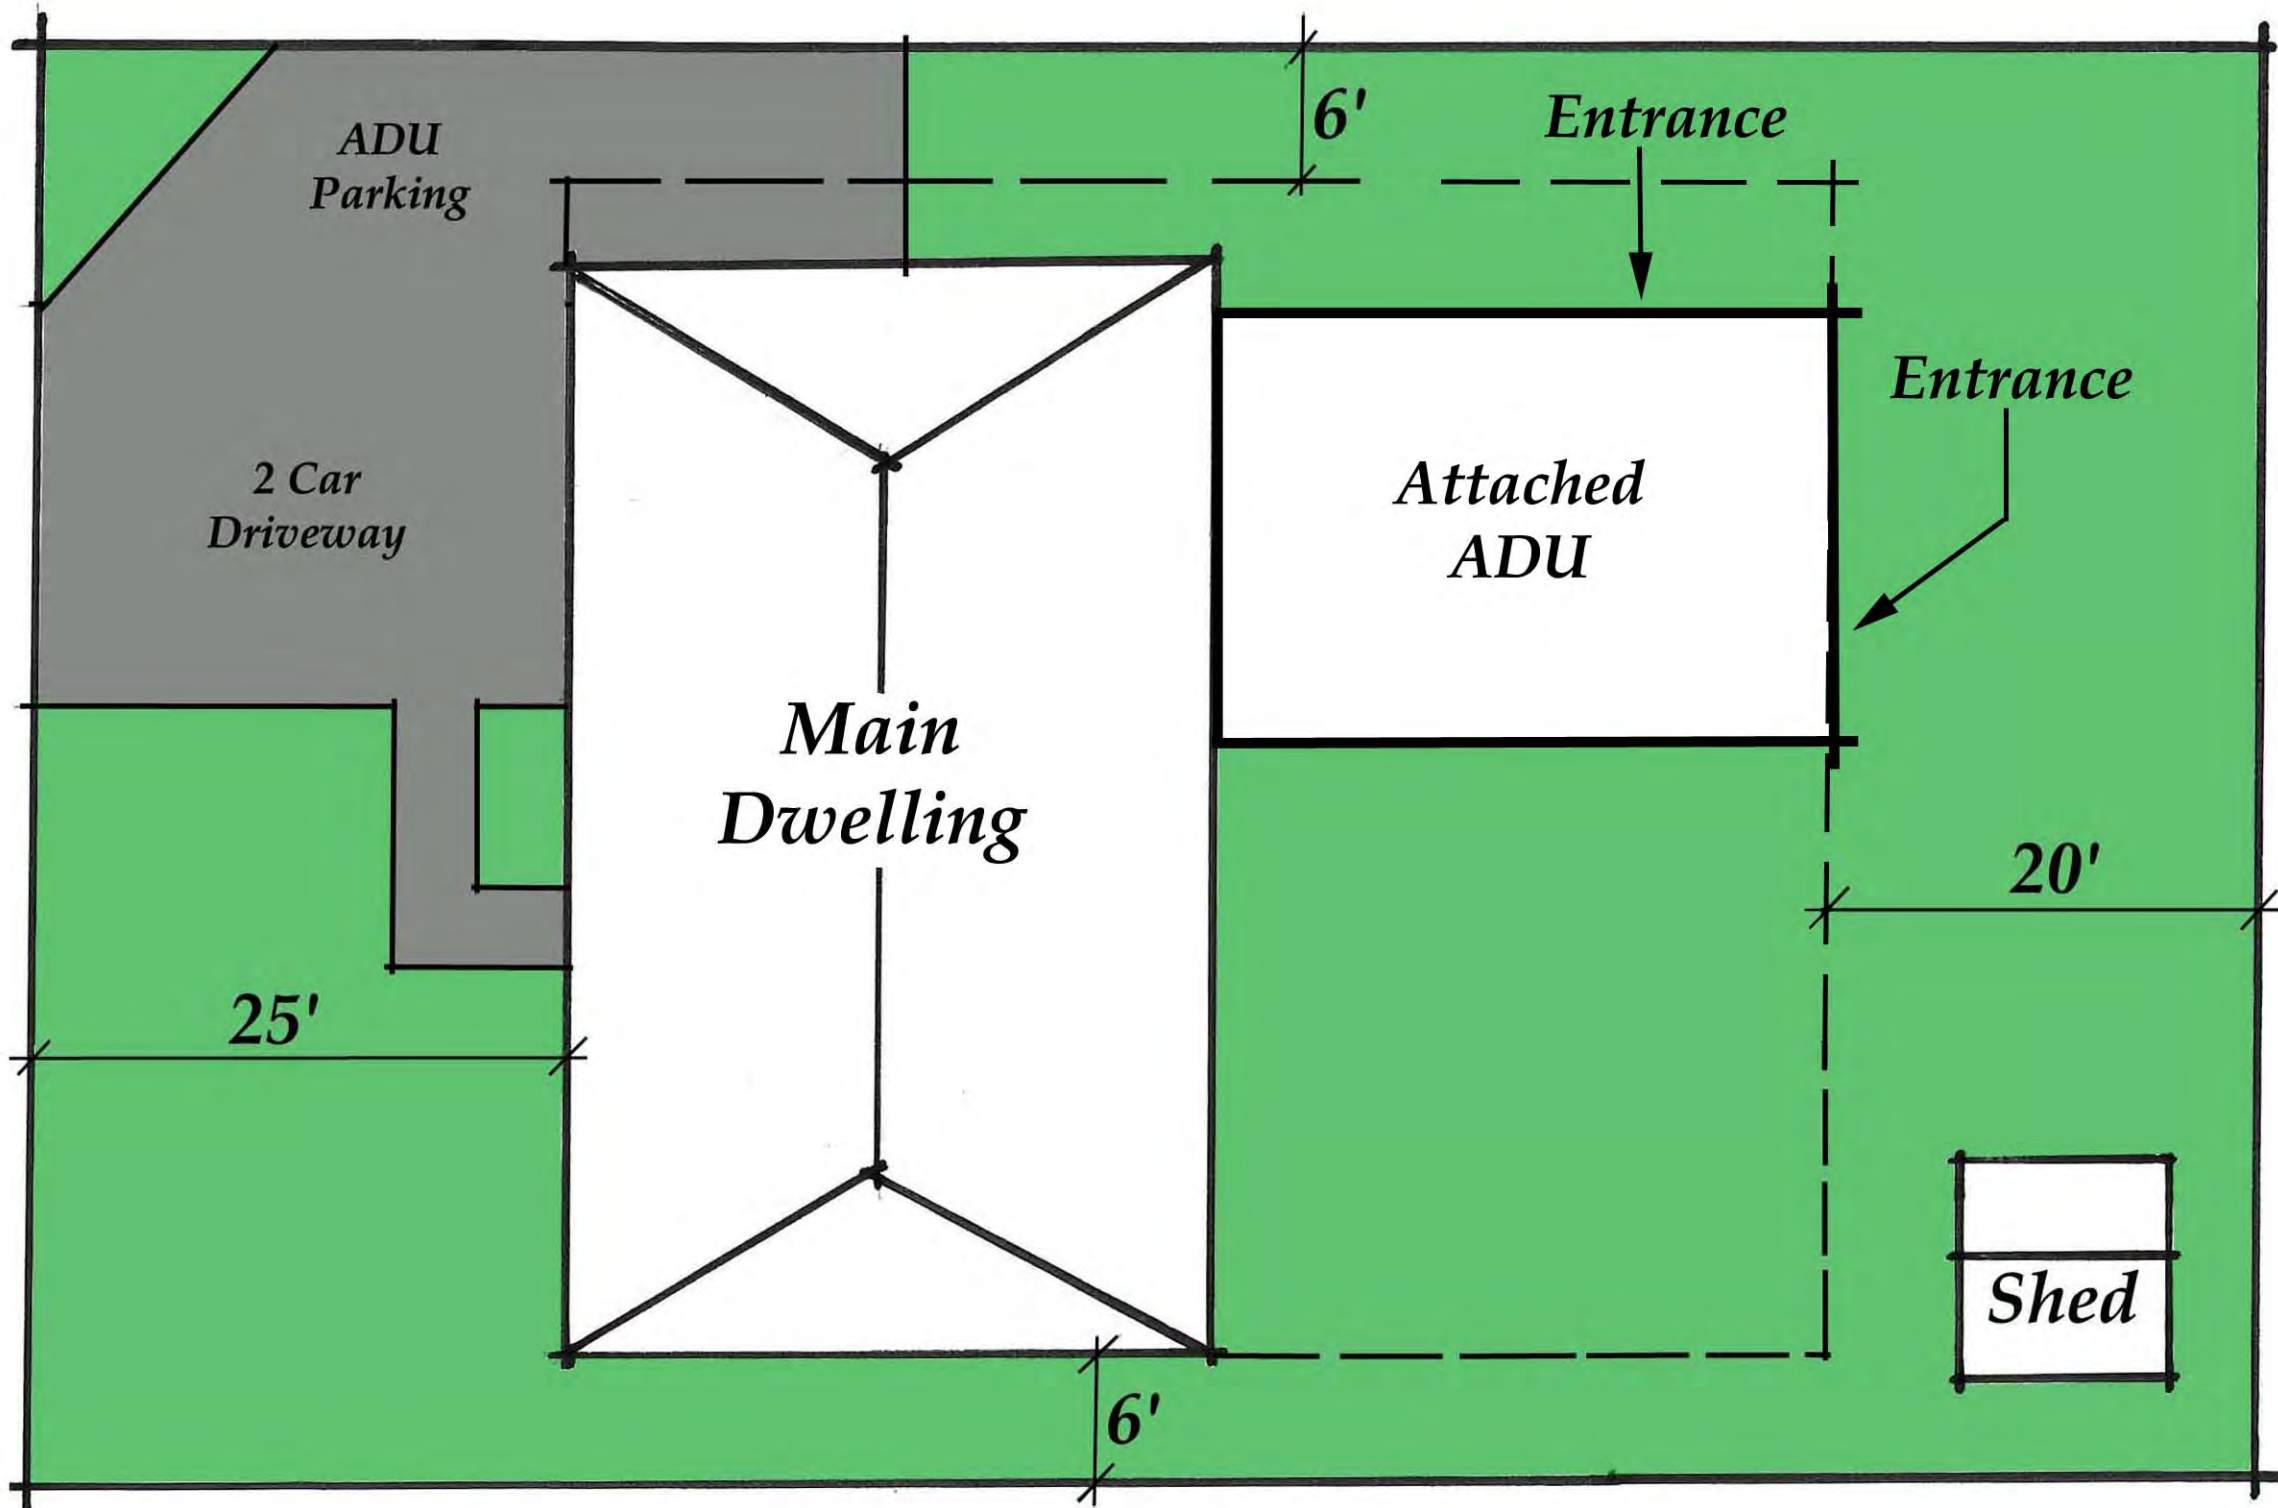 6'
Entrance
ADU
Parking
Entrance
2 Car
Driveway
Attached
ADU
Main
Dwelling
20'
25'
Shed
6'